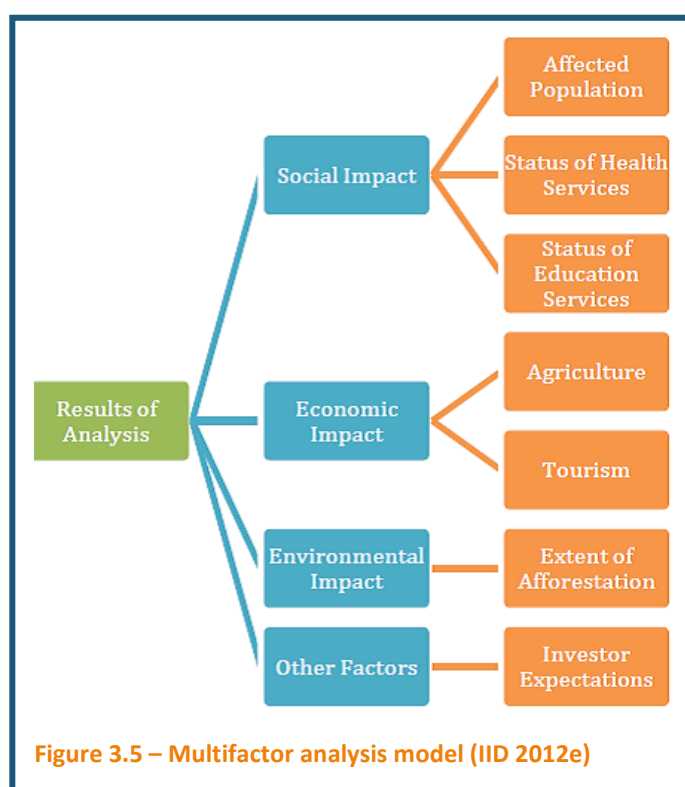 Affected
Population
Social Impact
Status of Health
Services
Status of
Education
Services
Results of
Analysis
Economic
Impact
Agriculture
Tourism
Environmental
Impact
Extent of
Afforestation
Other Factors
Investor
Expectations
Figure 3.5 – Multifactor analysis model (IID 2012e)